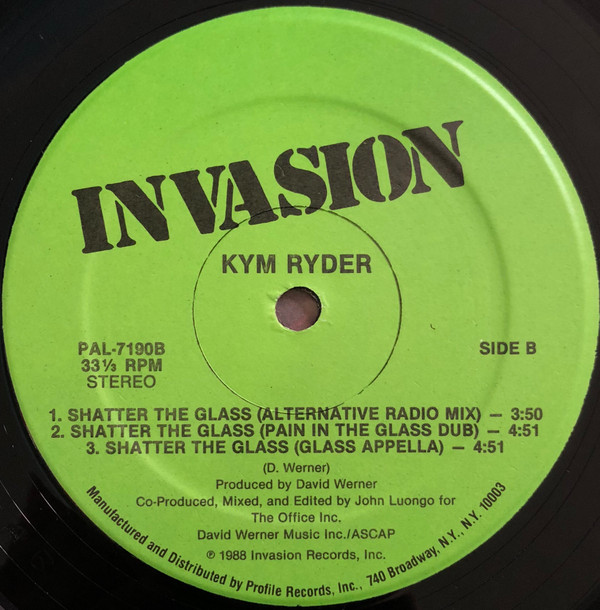 INVASION
KYM RYDER
PAL-7190B
33⅓ RPM
STEREO
SIDE B
1. SHATTER THE GLASS (ALTERNATIVE RADIO MIX) — 3:50
2. SHATTER THE GLASS (PAIN IN THE GLASS DUB) — 4:51
3. SHATTER THE GLASS (GLASS APPELLA) — 4:51
(D. Werner)
Produced by David Werner
Co-Produced, Mixed, and Edited by John Luongo for
The Office Inc.
David Werner Music Inc./ASCAP
℗ 1988 Invasion Records, Inc.
Manufactured and Distributed by Profile Records, Inc., 740 Broadway, N.Y., N.Y. 10003